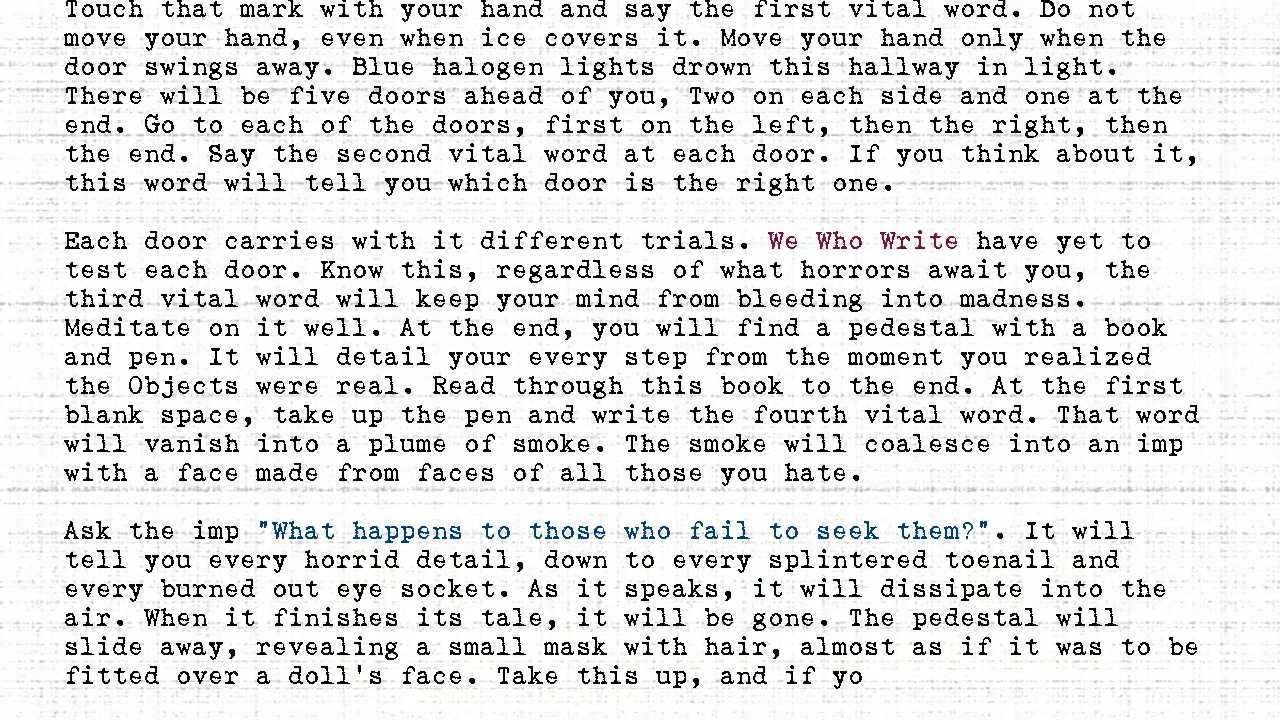 Touch that mark with your hand and say the first vital word. Do not
move your hand, even when ice covers it. Move your hand only when the
door swings away. Blue halogen lights drown this hallway in light.
There will be five doors ahead of you, Two on each side and one at the
end. Go to each of the doors, first on the left, then the right, then
the end. Say the second vital word at each door. If you think about it,
this word will tell you which door is the right one.

Each door carries with it different trials. We Who Write have yet to
test each door. Know this, regardless of what horrors await you, the
third vital word will keep your mind from bleeding into madness.
Meditate on it well. At the end, you will find a pedestal with a book
and pen. It will detail your every step from the moment you realized
the Objects were real. Read through this book to the end. At the first
blank space, take up the pen and write the fourth vital word. That word
will vanish into a plume of smoke. The smoke will coalesce into an imp
with a face made from faces of all those you hate.

Ask the imp "What happens to those who fail to seek them?". It will
tell you every horrid detail, down to every splintered toenail and
every burned out eye socket. As it speaks, it will dissipate into the
air. When it finishes its tale, it will be gone. The pedestal will
slide away, revealing a small mask with hair, almost as if it was to be
fitted over a doll's face. Take this up, and if yo